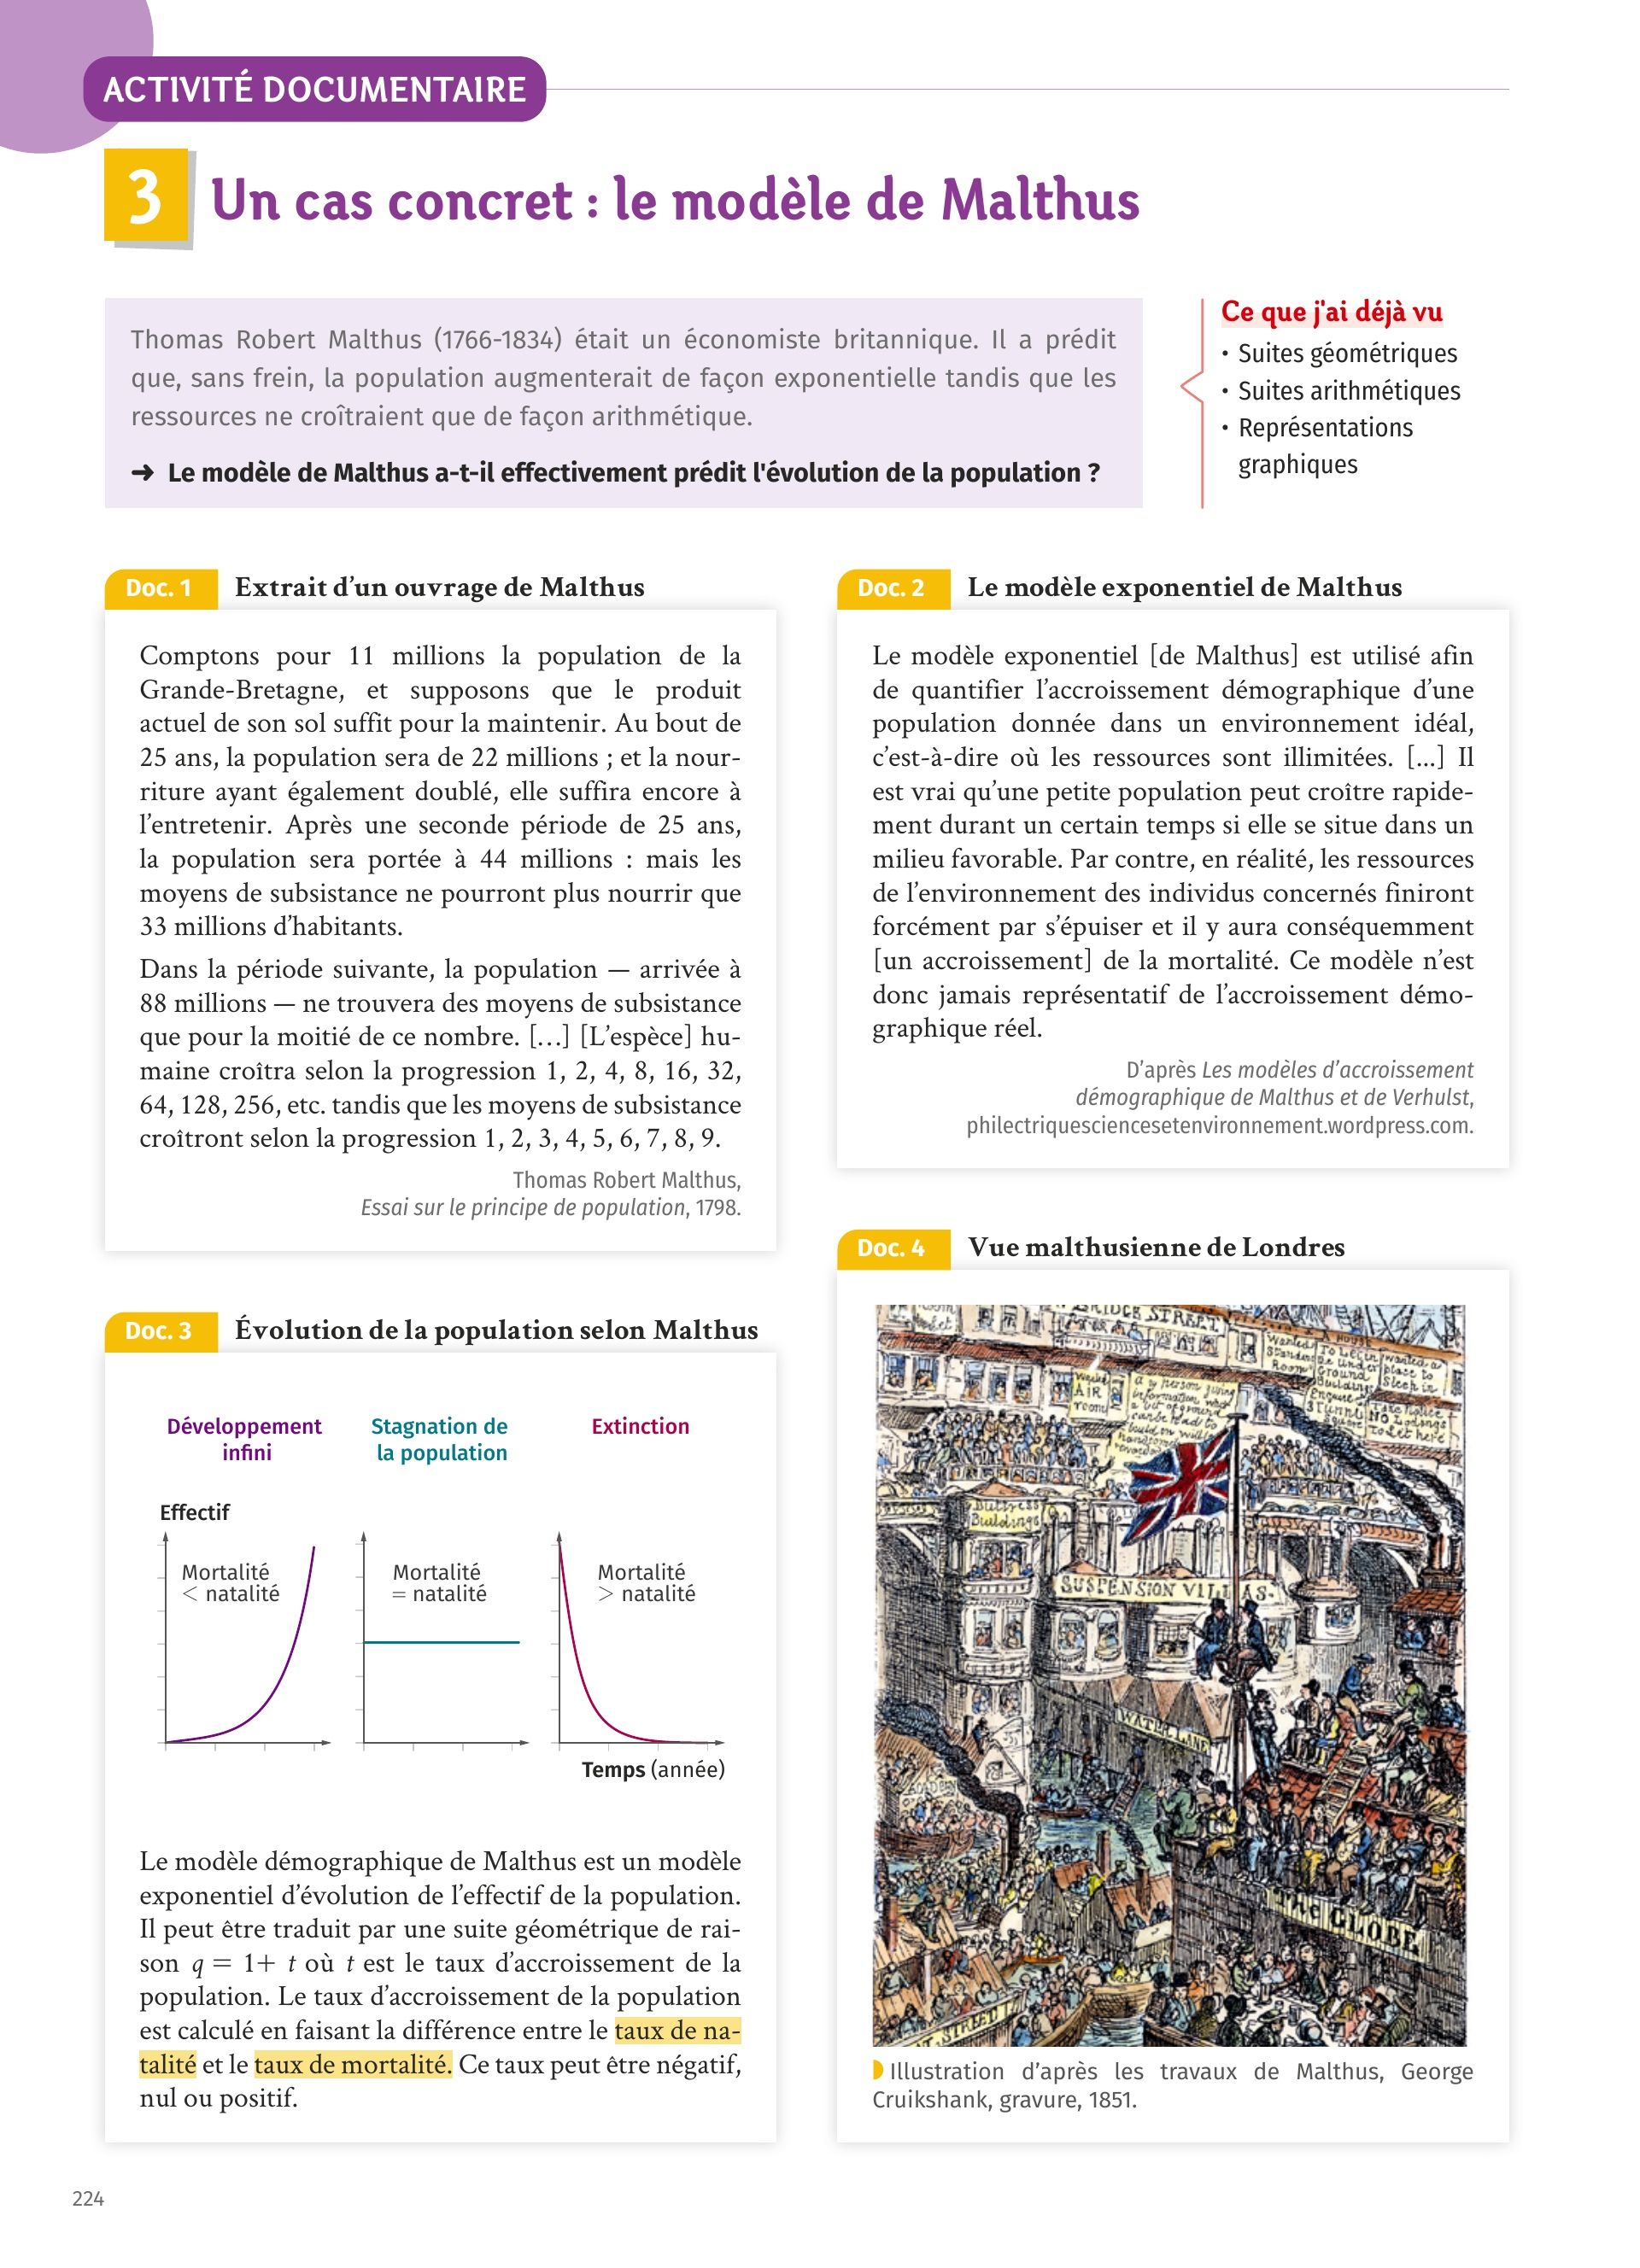 ACTIVITÉ DOCUMENTAIRE
3 Un cas concret : le modèle de Malthus
Thomas Robert Malthus (1766-1834) était un économiste britannique. Il a prédit
que, sans frein, la population augmenterait de façon exponentielle tandis que les
ressources ne croîtraient que de façon arithmétique.
➜ Le modèle de Malthus a-t-il effectivement prédit l'évolution de la population ?
Ce que j'ai déjà vu
• Suites géométriques
• Suites arithmétiques
• Représentations
graphiques
Doc. 1 Extrait d’un ouvrage de Malthus
Comptons pour 11 millions la population de la
Grande-Bretagne, et supposons que le produit
actuel de son sol suffit pour la maintenir. Au bout de
25 ans, la population sera de 22 millions ; et la nour-
riture ayant également doublé, elle suffira encore à
l’entretenir. Après une seconde période de 25 ans,
la population sera portée à 44 millions : mais les
moyens de subsistance ne pourront plus nourrir que
33 millions d’habitants.
Dans la période suivante, la population — arrivée à
88 millions — ne trouvera des moyens de subsistance
que pour la moitié de ce nombre. […] [L’espèce] hu-
maine croîtra selon la progression 1, 2, 4, 8, 16, 32,
64, 128, 256, etc. tandis que les moyens de subsistance
croîtront selon la progression 1, 2, 3, 4, 5, 6, 7, 8, 9.
Thomas Robert Malthus,
Essai sur le principe de population, 1798.
Doc. 2 Le modèle exponentiel de Malthus
Le modèle exponentiel [de Malthus] est utilisé afin
de quantifier l’accroissement démographique d’une
population donnée dans un environnement idéal,
c’est-à-dire où les ressources sont illimitées. [...] Il
est vrai qu’une petite population peut croître rapide-
ment durant un certain temps si elle se situe dans un
milieu favorable. Par contre, en réalité, les ressources
de l’environnement des individus concernés finiront
forcément par s’épuiser et il y aura conséquemment
[un accroissement] de la mortalité. Ce modèle n’est
donc jamais représentatif de l’accroissement démo-
graphique réel.
D’après Les modèles d’accroissement
démographique de Malthus et de Verhulst,
philectriquesciencesetenvironnement.wordpress.com.
Doc. 3 Évolution de la population selon Malthus
Développement
infini
Stagnation de
la population
Extinction
Effectif
Mortalité
< natalité
Mortalité
= natalité
Mortalité
> natalité
Temps (année)
Le modèle démographique de Malthus est un modèle
exponentiel d’évolution de l’effectif de la population.
Il peut être traduit par une suite géométrique de rai-
son q = 1+ t où t est le taux d’accroissement de la
population. Le taux d’accroissement de la population
est calculé en faisant la différence entre le taux de na-
talité et le taux de mortalité. Ce taux peut être négatif,
nul ou positif.
Doc. 4 Vue malthusienne de Londres
BRIDGE STREET
AIR
room
Buttress
Buildings
SUSPENSION VILLAS
WATER LANE
the GLOBE
STREET
Illustration d’après les travaux de Malthus, George
Cruikshank, gravure, 1851.
224